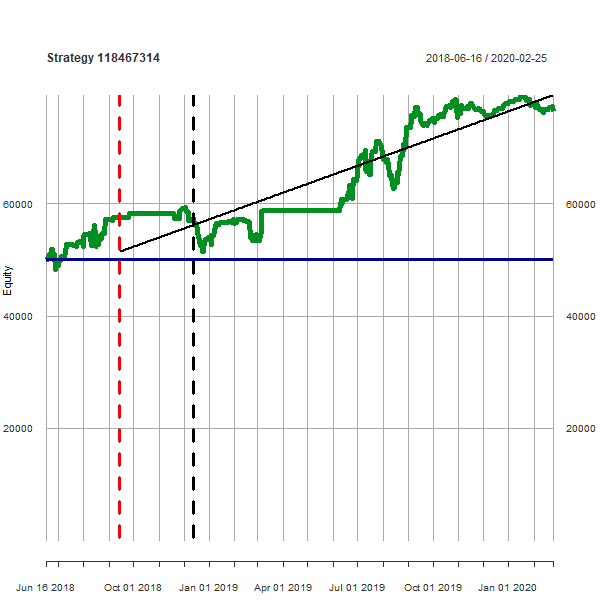 Strategy 118467314 2018-06-16 / 2020-02-25
60000 60000
Equity
40000 40000
20000 20000
Jun 16 2018 Oct 01 2018 Jan 01 2019 Apr 01 2019 Jul 01 2019 Oct 01 2019 Jan 01 2020